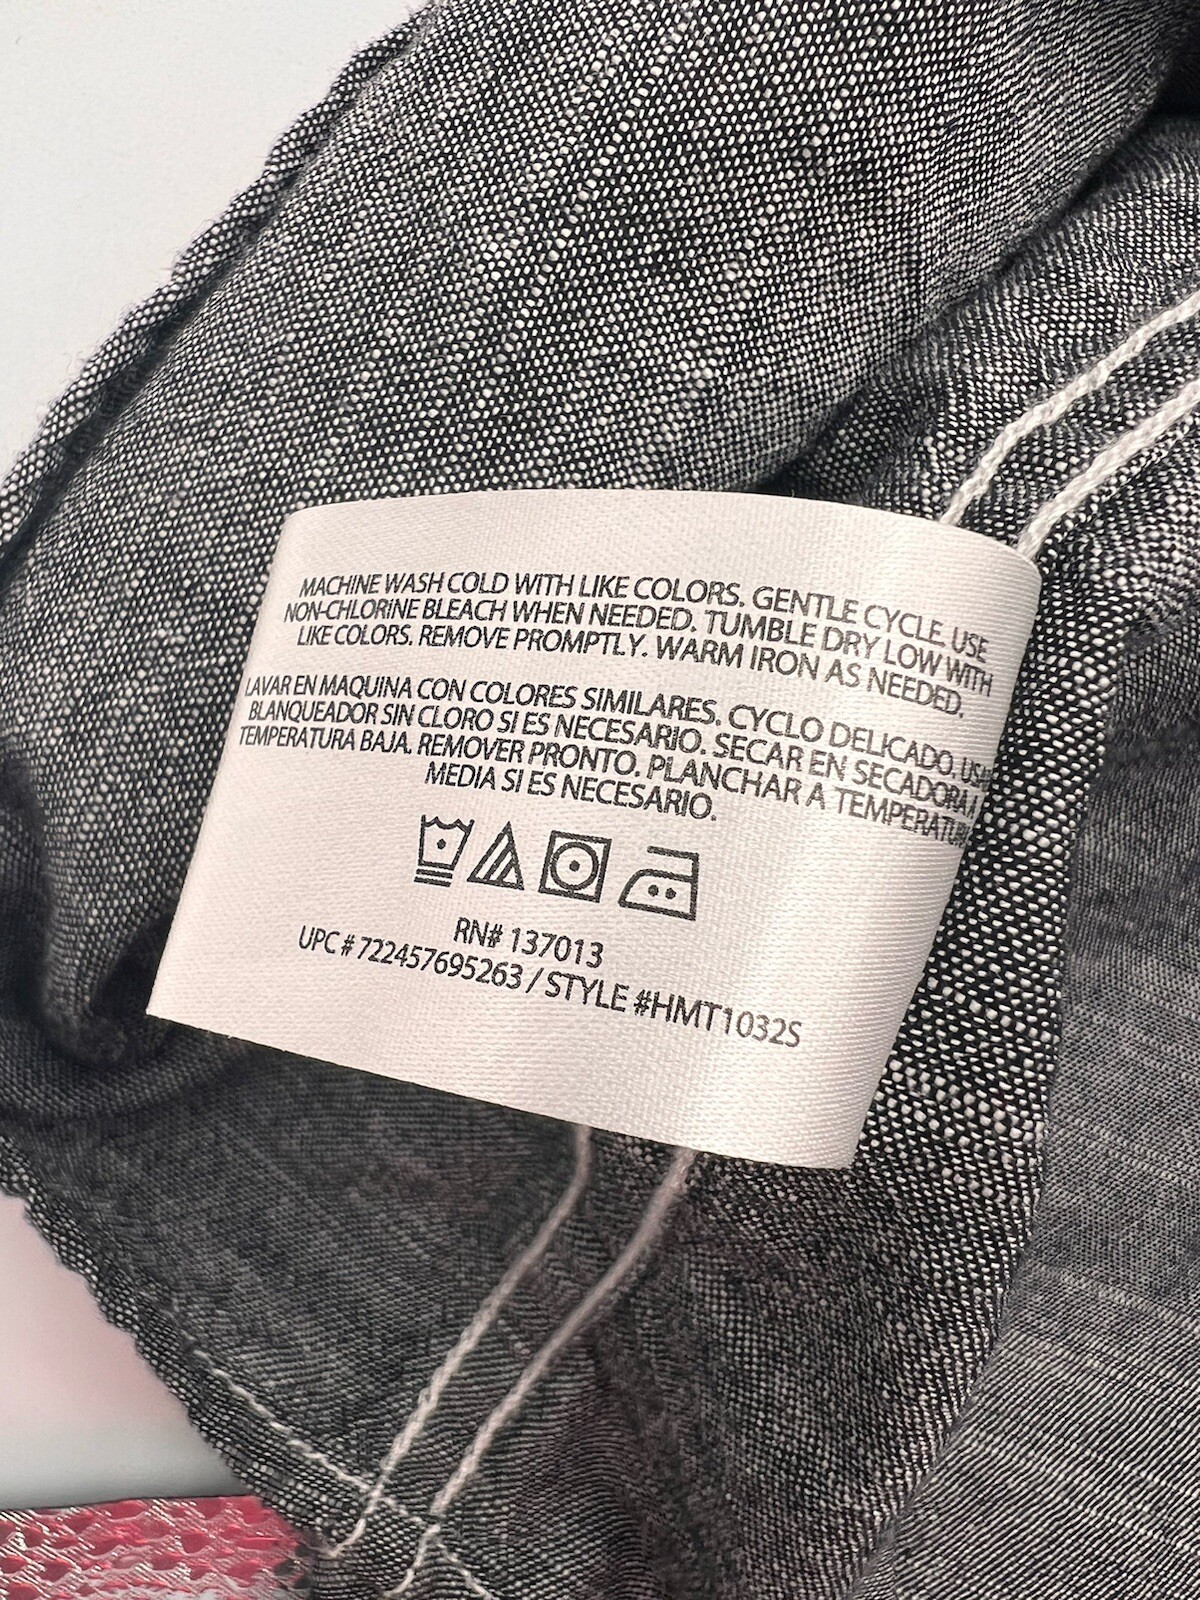 MACHINE WASH COLD WITH LIKE COLORS. GENTLE CYCLE. USE
NON-CHLORINE BLEACH WHEN NEEDED. TUMBLE DRY LOW WITH
LIKE COLORS. REMOVE PROMPTLY. WARM IRON AS NEEDED.
LAVAR EN MAQUINA CON COLORES SIMILARES. CYCLO DELICADO.
BLANQUEADOR SIN CLORO SI ES NECESARIO. SECAR EN SECADORA A
TEMPERATURA BAJA. REMOVER PRONTO. PLANCHAR A TEMPERATURA
MEDIA SI ES NECESARIO.
RN# 137013
UPC # 722457695263 / STYLE #HMT1032S